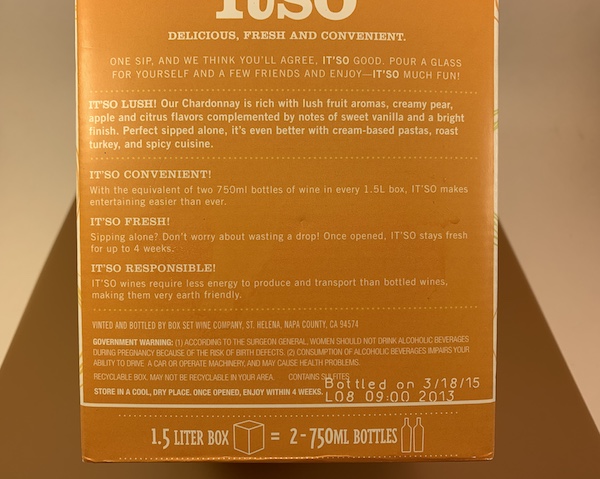 IT'SO
DELICIOUS, FRESH AND CONVENIENT.
ONE SIP, AND WE THINK YOU'LL AGREE, IT'SO GOOD. POUR A GLASS
FOR YOURSELF AND A FEW FRIENDS AND ENJOY—IT'SO MUCH FUN!
IT'SO LUSH! Our Chardonnay is rich with lush fruit aromas, creamy pear,
apple and citrus flavors complemented by notes of sweet vanilla and a bright
finish. Perfect sipped alone, it's even better with cream-based pastas, roast
turkey, and spicy cuisine.
IT'SO CONVENIENT!
With the equivalent of two 750ml bottles of wine in every 1.5L box, IT'SO makes
entertaining easier than ever.
IT'SO FRESH!
Sipping alone? Don't worry about wasting a drop! Once opened, IT'SO stays fresh
for up to 4 weeks.
IT'SO RESPONSIBLE!
IT'SO wines require less energy to produce and transport than bottled wines,
making them very earth friendly.
VINTED AND BOTTLED BY BOX SET WINE COMPANY, ST. HELENA, NAPA COUNTY, CA 94574
GOVERNMENT WARNING: (1) ACCORDING TO THE SURGEON GENERAL, WOMEN SHOULD NOT DRINK ALCOHOLIC BEVERAGES
DURING PREGNANCY BECAUSE OF THE RISK OF BIRTH DEFECTS. (2) CONSUMPTION OF ALCOHOLIC BEVERAGES IMPAIRS YOUR
ABILITY TO DRIVE A CAR OR OPERATE MACHINERY, AND MAY CAUSE HEALTH PROBLEMS.
RECYCLABLE BOX. MAY NOT BE RECYCLABLE IN YOUR AREA. CONTAINS SULFITES
STORE IN A COOL, DRY PLACE. ONCE OPENED, ENJOY WITHIN 4 WEEKS.
Bottled on 3/18/15
L08 09:00 2013
1.5 LITER BOX = 2-750ML BOTTLES